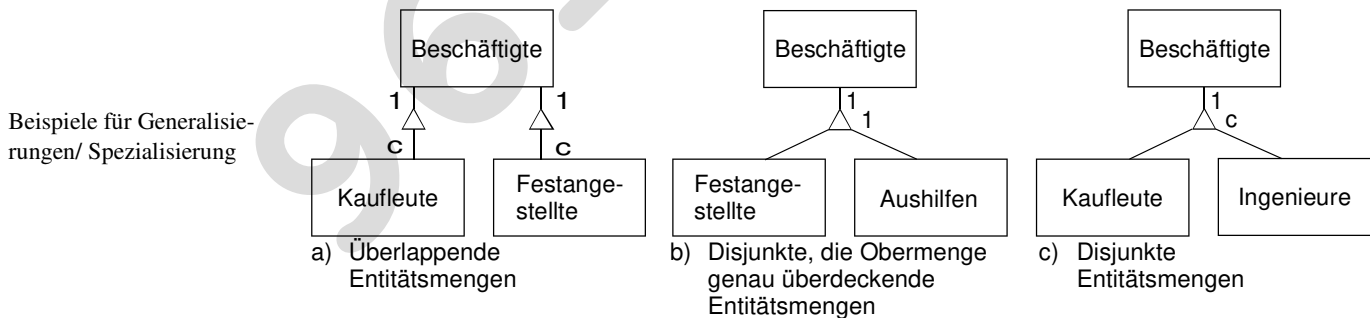 Beispiele für Generalisie-
rungen/ Spezialisierung
Beschäftigte
1
1
c
c
Kaufleute
Festange-
stellte
a) Überlappende
Entitätsmengen
Beschäftigte
1
1
Festange-
stellte
Aushilfen
b) Disjunkte, die Obermenge
genau überdeckende
Entitätsmengen
Beschäftigte
1
c
Kaufleute
Ingenieure
c) Disjunkte
Entitätsmengen